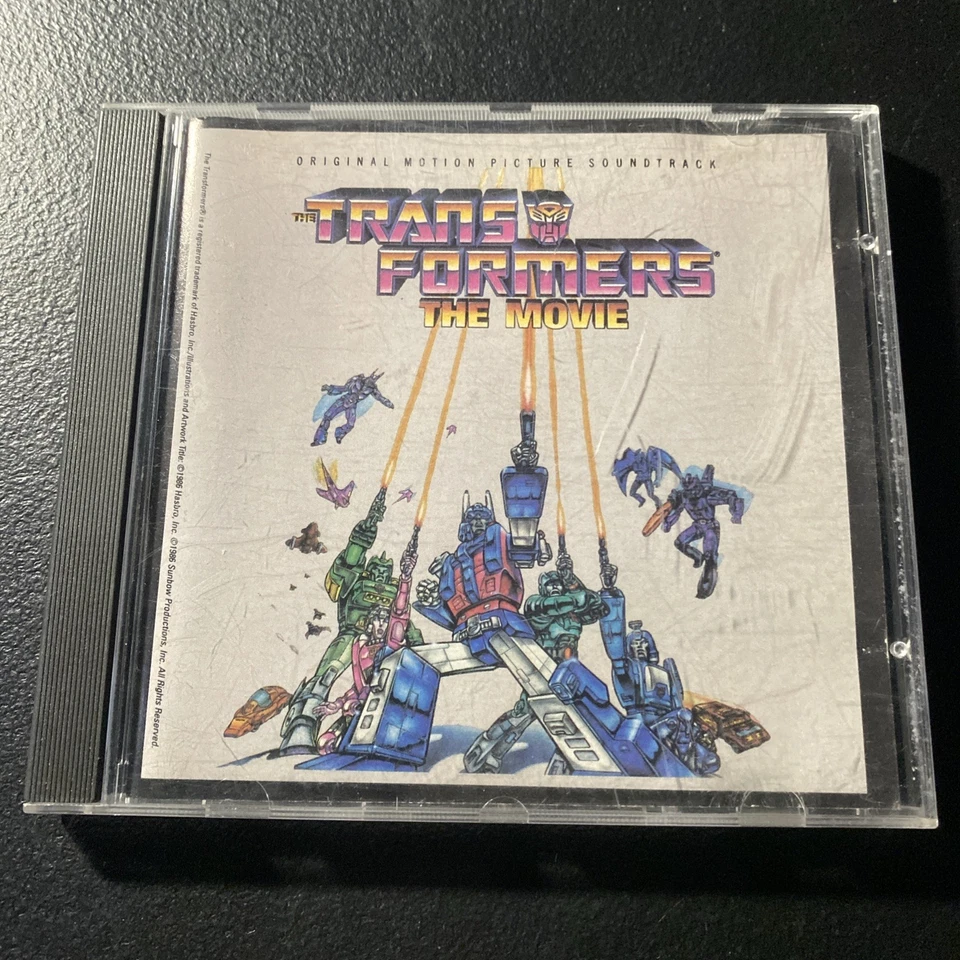 ORIGINAL MOTION PICTURE SOUNDTRACK
THE TRANS
FORMERS®
THE MOVIE
The Transformers® is a registered trademark of Hasbro, Inc./Illustrations and Artwork Title: ©1986 Hasbro, Inc. ©1986 Sunbow Productions, Inc. All Rights Reserved.